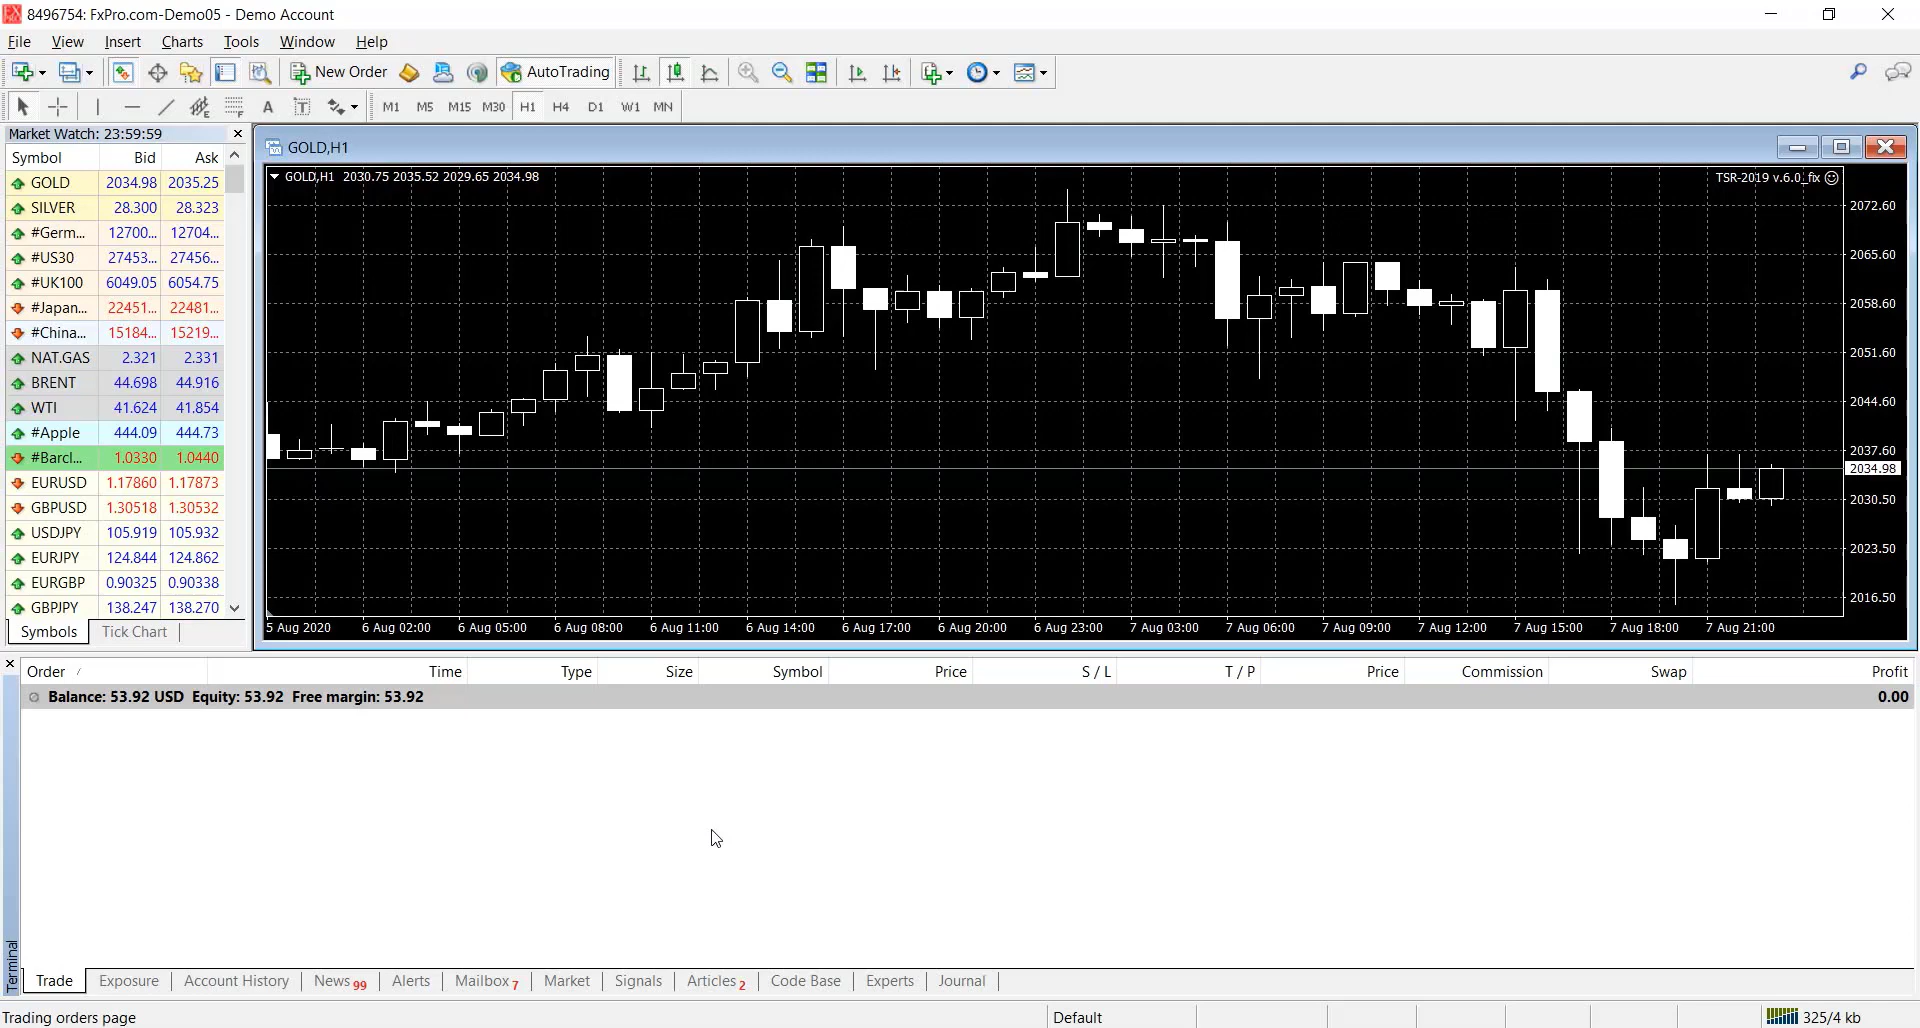 8496754: FxPro.com-Demo05 - Demo Account
File View Insert Charts Tools Window Help
New Order AutoTrading
A T M1 M5 M15 M30 H1 H4 D1 W1 MN
Market Watch: 23:59:59
Symbol Bid Ask
GOLD 2034.98 2035.25
SILVER 28.300 28.323
#Germ... 12700... 12704...
#US30 27453... 27456...
#UK100 6049.05 6054.75
#Japan... 22451... 22481...
#China... 15184... 15219...
NAT.GAS 2.321 2.331
BRENT 44.698 44.916
WTI 41.624 41.854
#Apple 444.09 444.73
#Barcl... 1.0330 1.0440
EURUSD 1.17860 1.17873
GBPUSD 1.30518 1.30532
USDJPY 105.919 105.932
EURJPY 124.844 124.862
EURGBP 0.90325 0.90338
GBPJPY 138.247 138.270
Symbols Tick Chart
GOLD,H1
GOLD,H1 2030.75 2035.52 2029.65 2034.98
TSR-2019 v.6.0_fix
2072.60
2065.60
2058.60
2051.60
2044.60
2037.60
2034.98
2030.50
2023.50
2016.50
5 Aug 2020 6 Aug 02:00 6 Aug 05:00 6 Aug 08:00 6 Aug 11:00 6 Aug 14:00 6 Aug 17:00 6 Aug 20:00 6 Aug 23:00 7 Aug 03:00 7 Aug 06:00 7 Aug 09:00 7 Aug 12:00 7 Aug 15:00 7 Aug 18:00 7 Aug 21:00
Order / Time Type Size Symbol Price S / L T / P Price Commission Swap Profit
Balance: 53.92 USD Equity: 53.92 Free margin: 53.92 0.00
Terminal
Trade Exposure Account History News 99 Alerts Mailbox 7 Market Signals Articles 2 Code Base Experts Journal
Trading orders page Default 325/4 kb